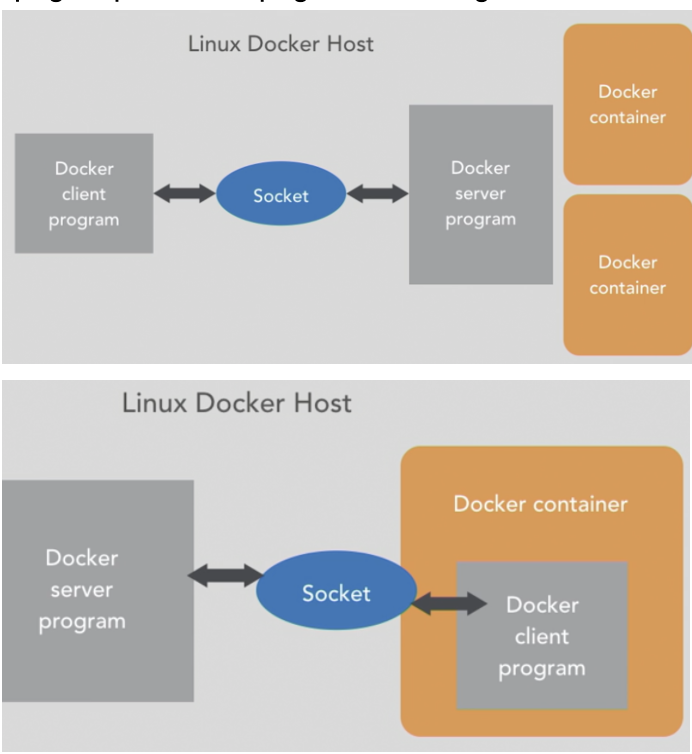 Linux Docker Host
Docker
container
Docker
client
program
Socket
Docker
server
program
Docker
container
Linux Docker Host
Docker container
Docker
server
program
Socket
Docker
client
program